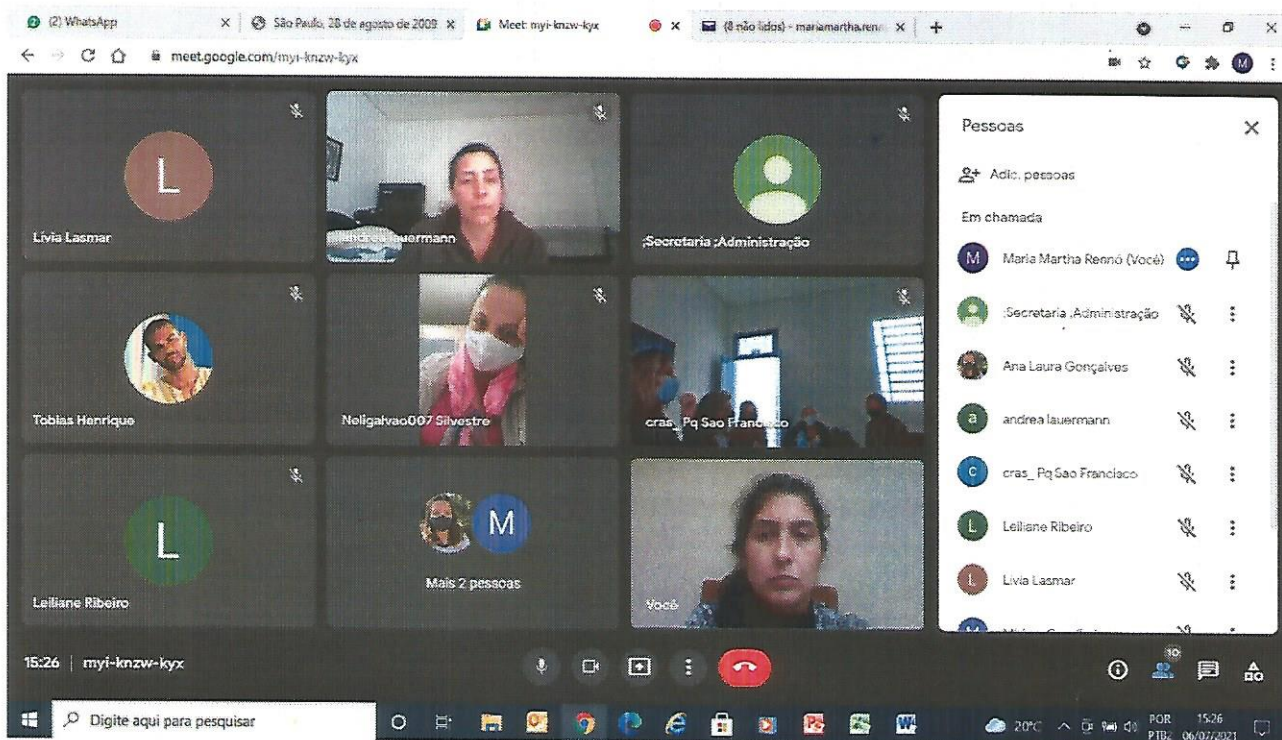 (2) WhatsApp
São Paulo, 28 de agosto de 2009
Meet: myi-knzw-kyx
(8 não lidos) - mariamartha.renn
meet.google.com/myi-knzw-kyx
M
L
Lívia Lasmar
andrea lauermann
;Secretaria ;Administração
Tobias Henrique
Neligalvao007 Silvestre
cras_ Pq Sao Francisco
L
Leiliane Ribeiro
M
Mais 2 pessoas
Você
Pessoas
Adic. pessoas
Em chamada
M
Maria Martha Rennó (Você)
;Secretaria ;Administração
Ana Laura Gonçalves
a
andrea lauermann
c
cras_ Pq Sao Francisco
L
Leiliane Ribeiro
L
Livia Lasmar
15:26 | myi-knzw-kyx
10
Digite aqui para pesquisar
20°C
POR
15:26
PTB2
06/07/2021